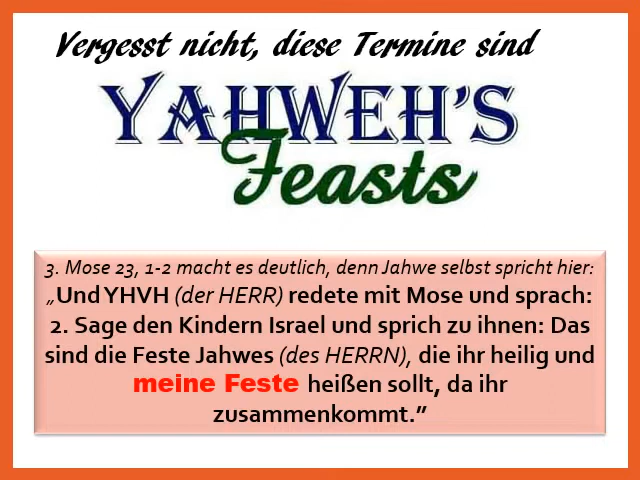 Vergesst nicht, diese Termine sind
YAHWEH'S
Feasts
3. Mose 23, 1-2 macht es deutlich, denn Jahwe selbst spricht hier:
„Und YHVH (der HERR) redete mit Mose und sprach:
2. Sage den Kindern Israel und sprich zu ihnen: Das
sind die Feste Jahwes (des HERRN), die ihr heilig und
meine Feste heißen sollt, da ihr
zusammenkommt.”